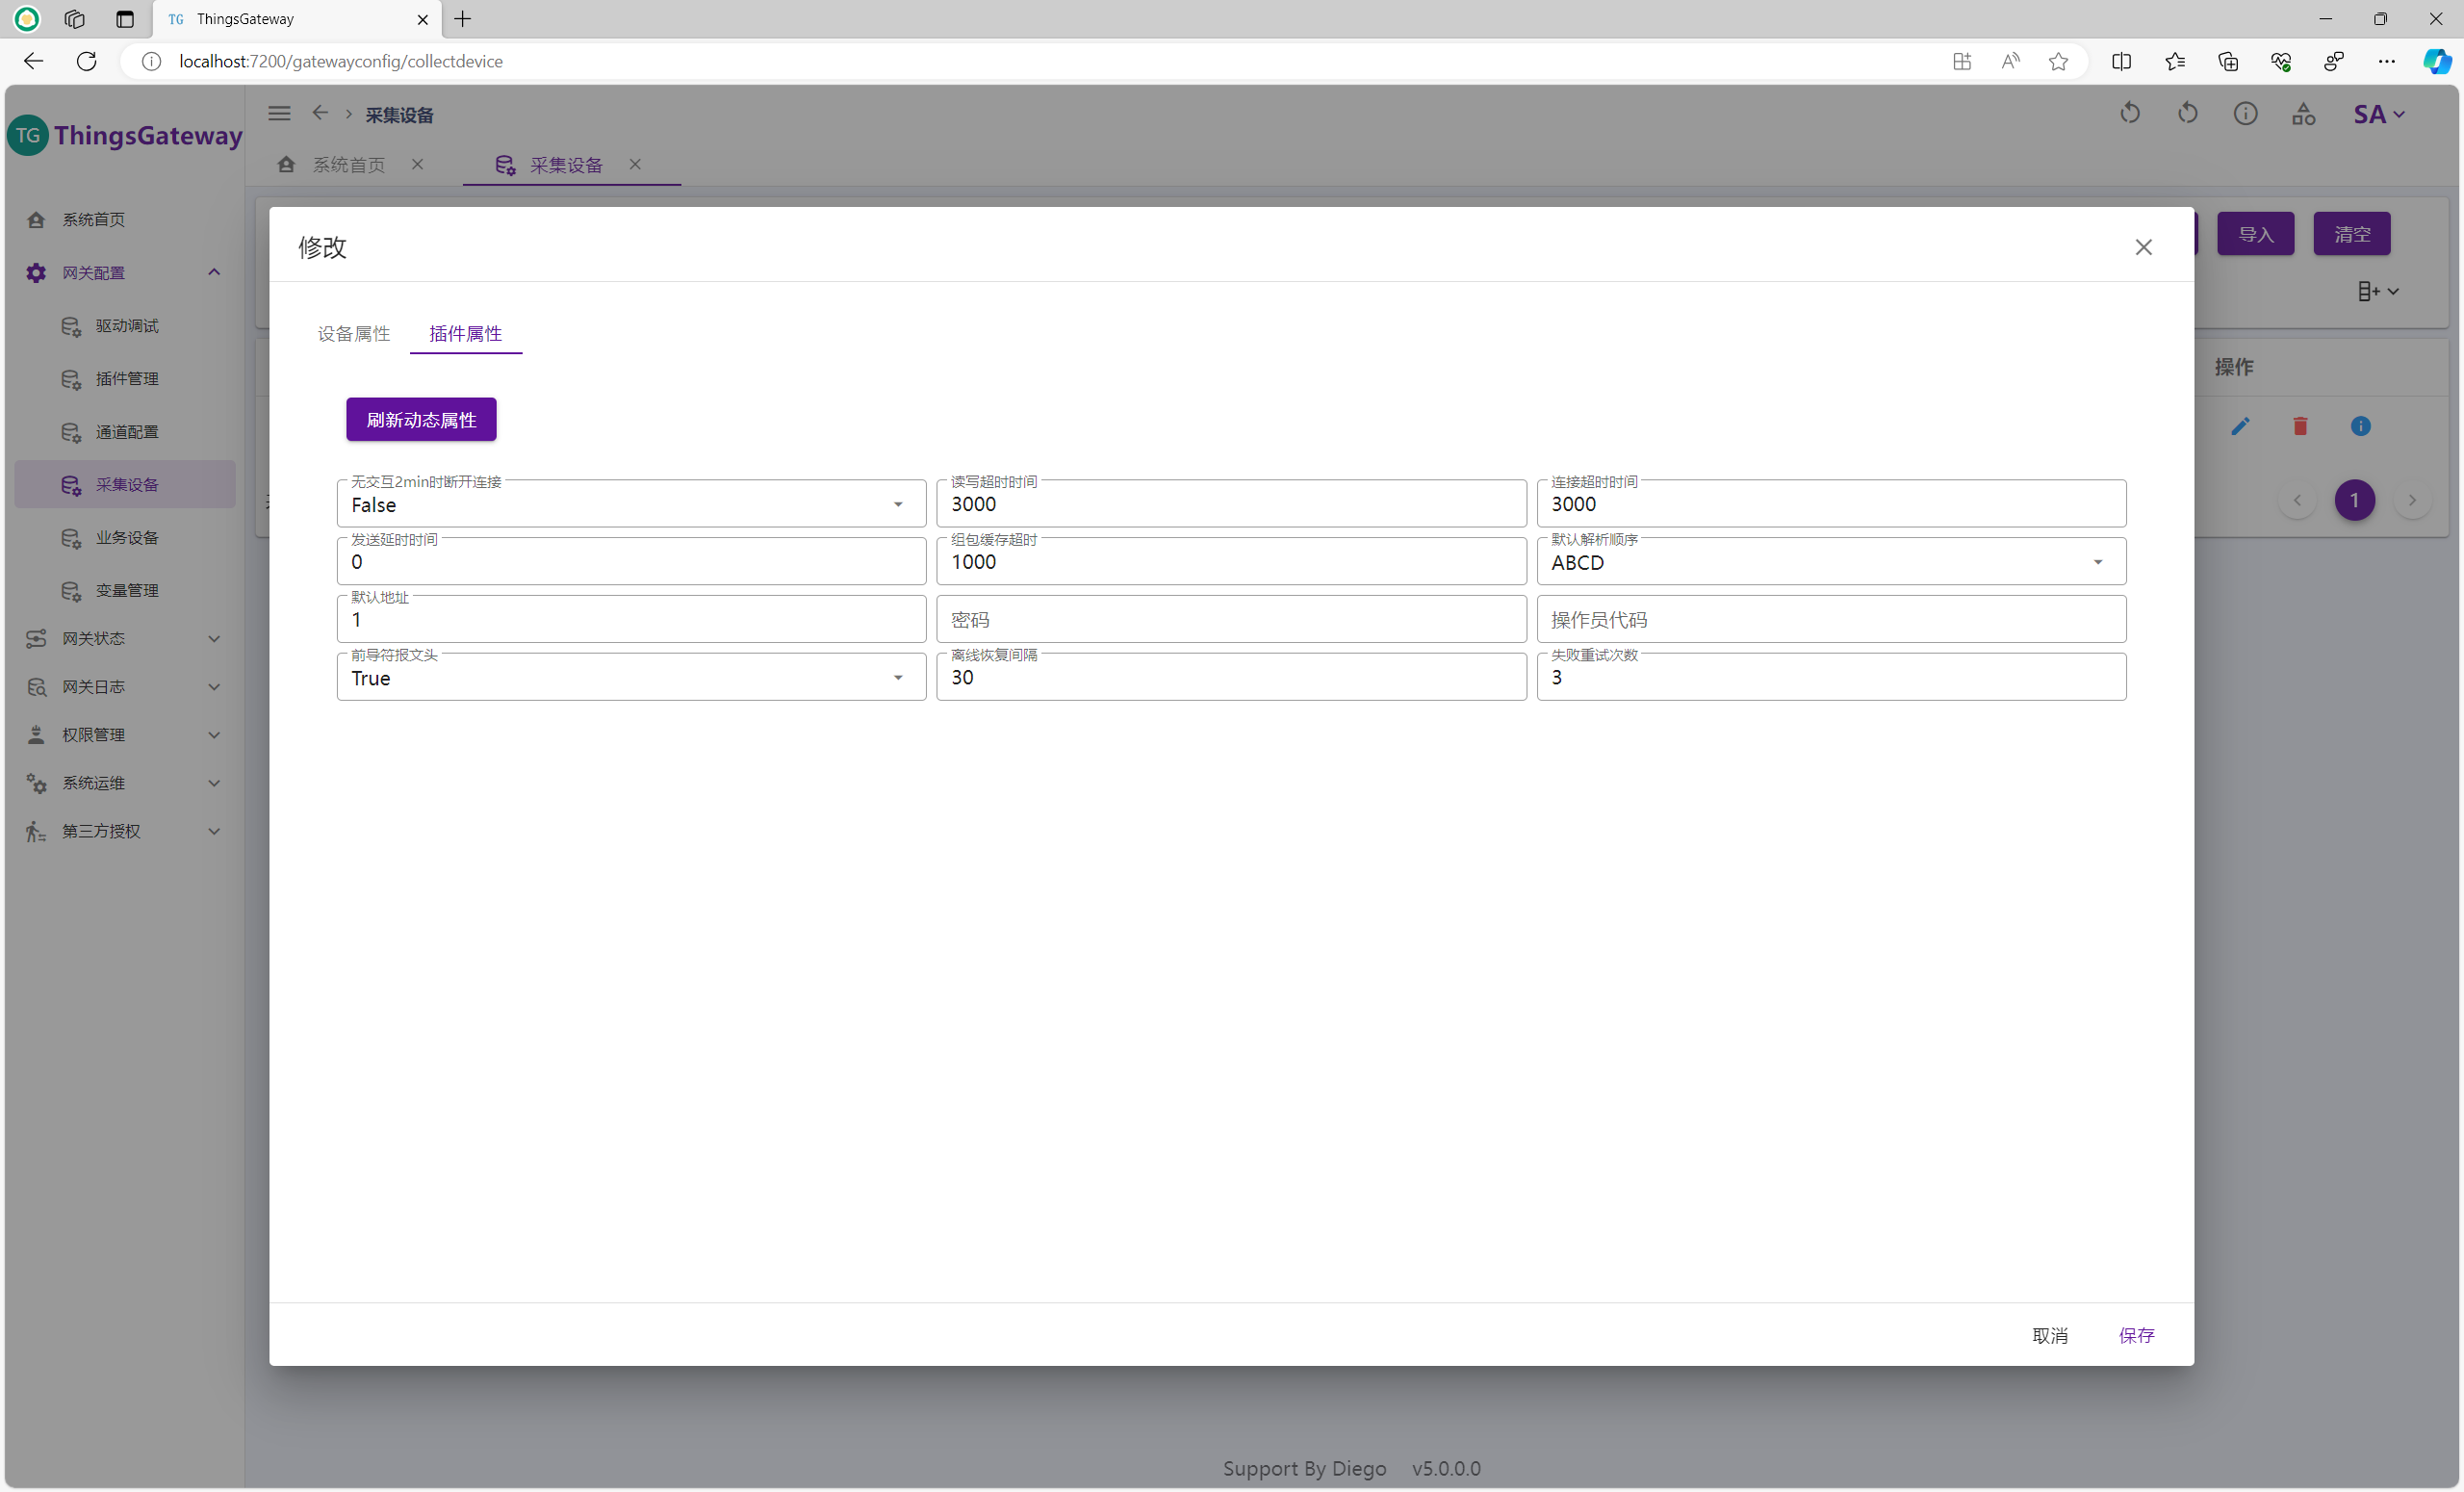 TG ThingsGateway
localhost:7200/gatewayconfig/collectdevice
TG ThingsGateway
采集设备
SA
系统首页
采集设备
系统首页
网关配置
驱动调试
插件管理
通道配置
采集设备
业务设备
变量管理
网关状态
网关日志
权限管理
系统运维
第三方授权
导入
清空
操作
1
修改
设备属性
插件属性
刷新动态属性
无交互2min时断开连接
False
读写超时时间
3000
连接超时时间
3000
发送延时时间
0
组包缓存超时
1000
默认解析顺序
ABCD
默认地址
1
密码
操作员代码
前导符报文头
True
离线恢复间隔
30
失败重试次数
3
取消
保存
Support By Diego v5.0.0.0